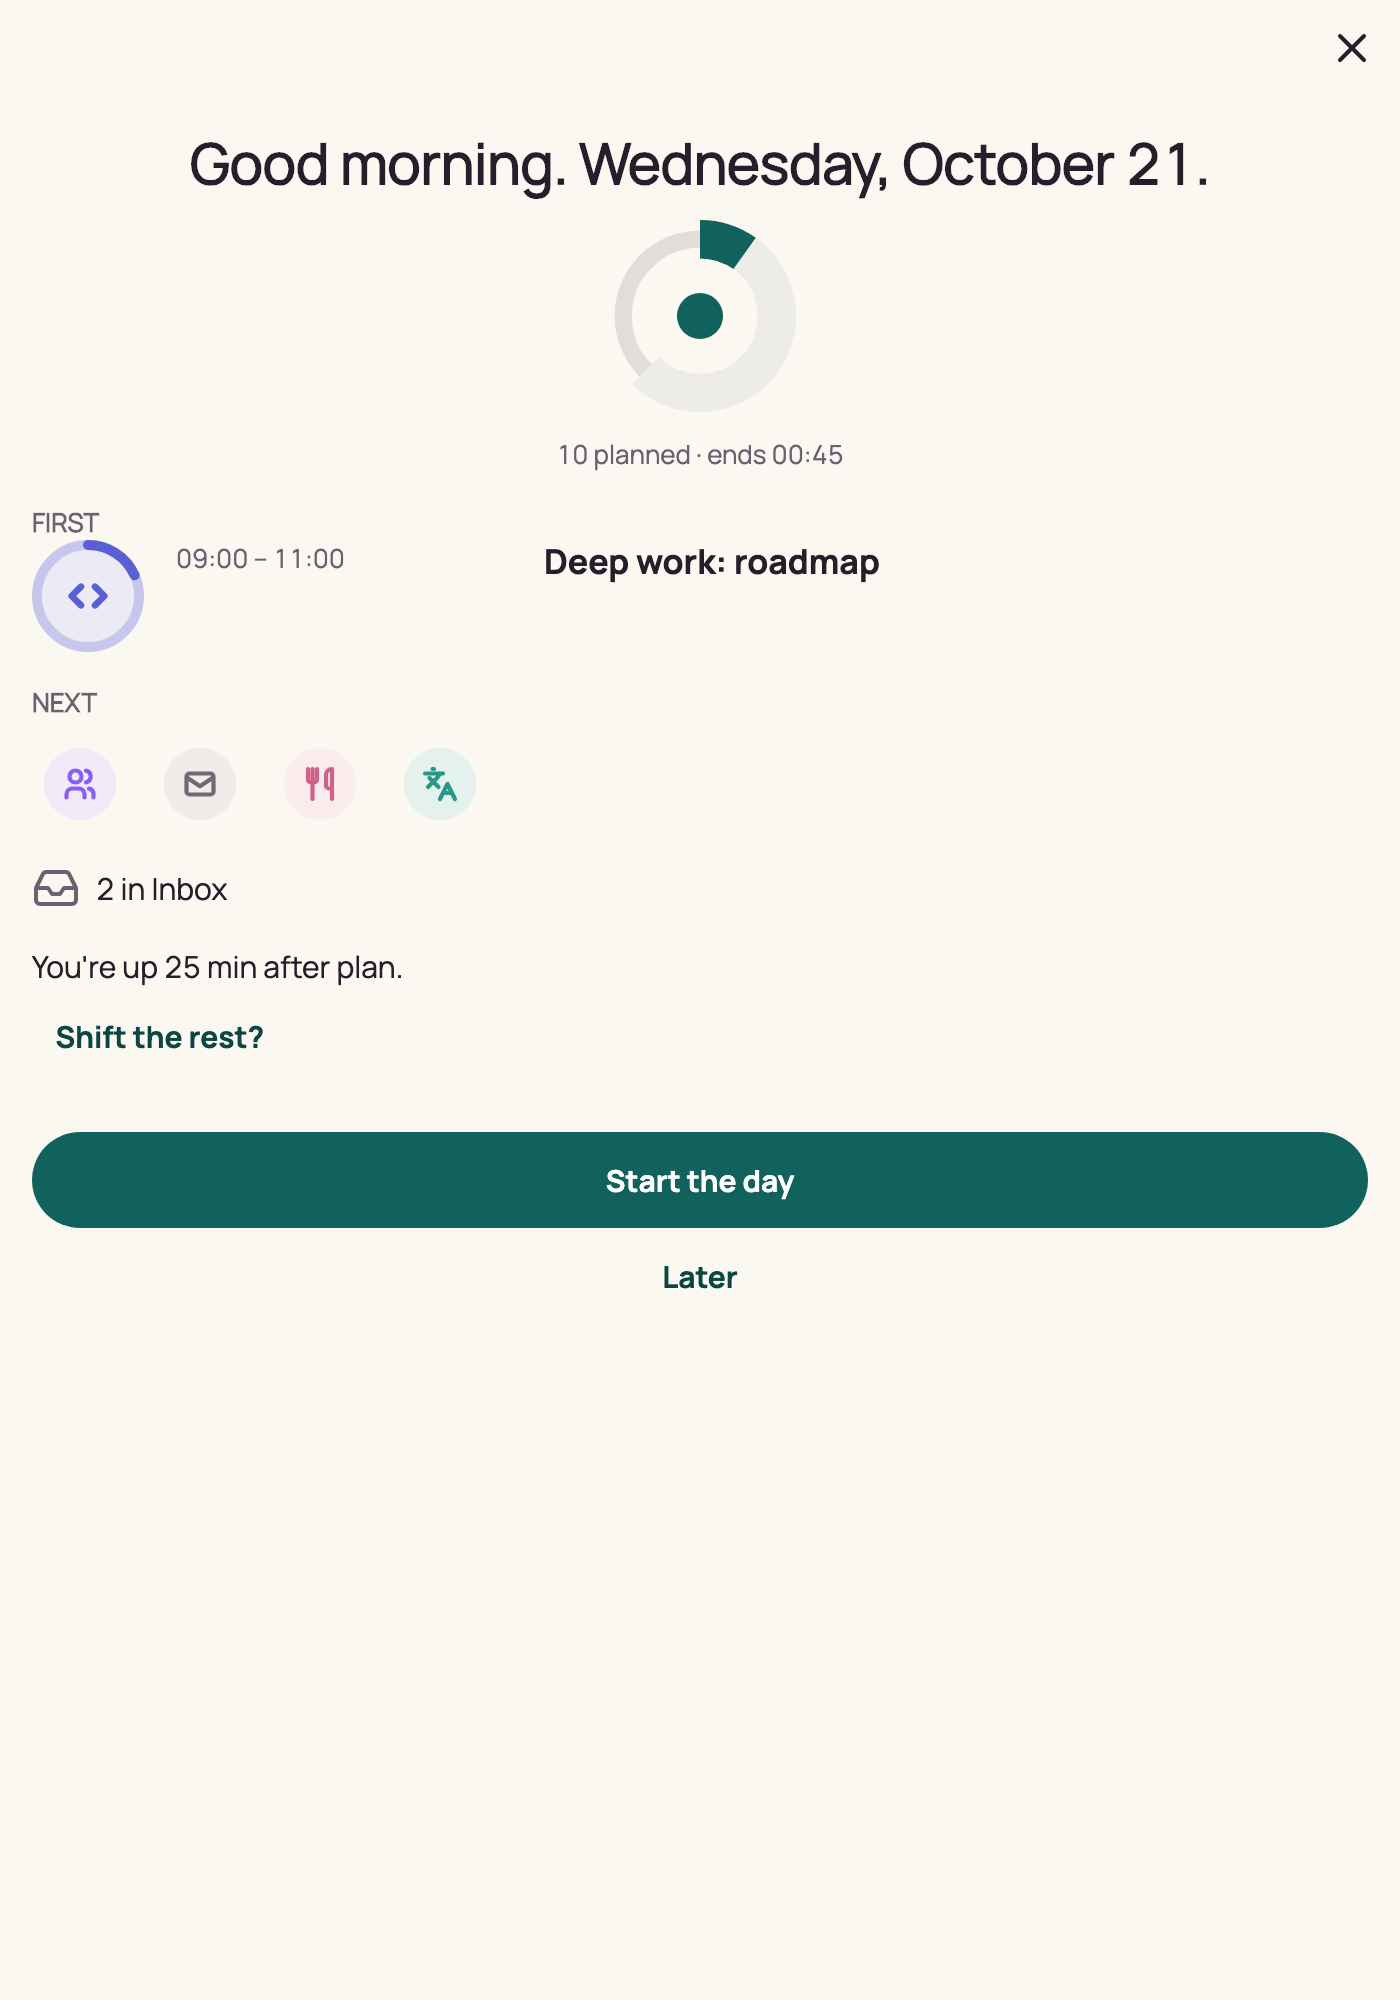 Good morning. Wednesday, October 21.
10 planned · ends 00:45
FIRST
09:00 – 11:00 Deep work: roadmap
NEXT
2 in Inbox
You're up 25 min after plan.
Shift the rest?
Start the day
Later